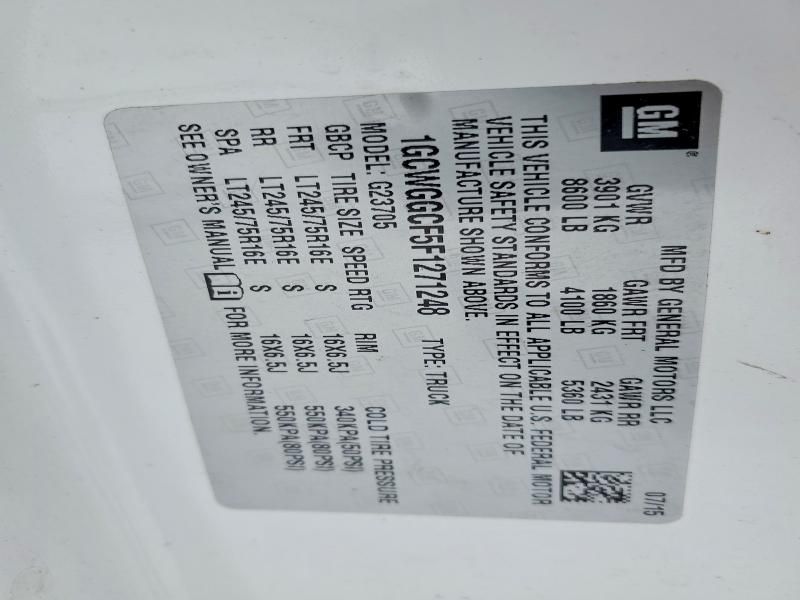 GM ®
MFD BY GENERAL MOTORS LLC 07/15
GVWR GAWR FRT GAWR RR
3901 KG 1860 KG 2431 KG
8600 LB 4100 LB 5360 LB
THIS VEHICLE CONFORMS TO ALL APPLICABLE U.S. FEDERAL MOTOR
VEHICLE SAFETY STANDARDS IN EFFECT ON THE DATE OF
MANUFACTURE SHOWN ABOVE.
1GCWGGCF5F1271248 TYPE: TRUCK
MODEL: G23705
GBCP TIRE SIZE SPEED RTG RIM COLD TIRE PRESSURE
FRT LT245/75R16E S 16X6.5J 340KPA(50PSI)
RR LT245/75R16E S 16X6.5J 550KPA(80PSI)
SPA LT245/75R16E S 16X6.5J 550KPA(80PSI)
SEE OWNER'S MANUAL FOR MORE INFORMATION.